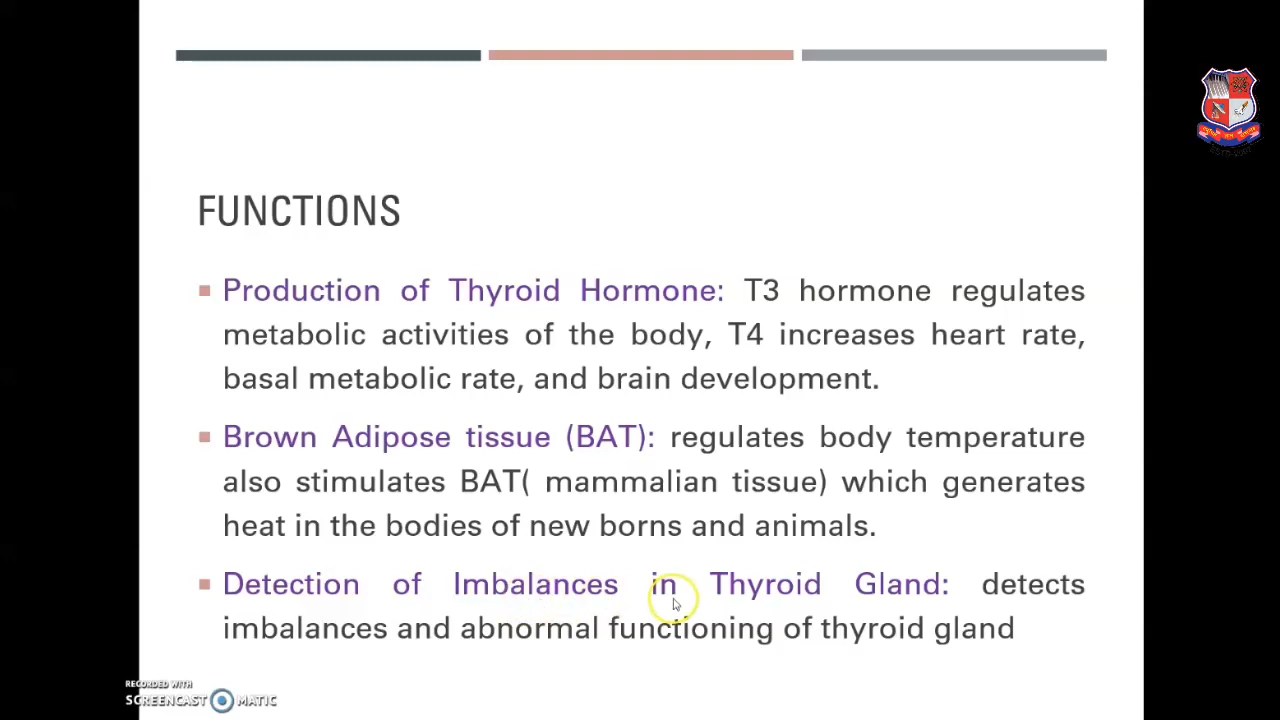 FUNCTIONS
Production of Thyroid Hormone: T3 hormone regulates
metabolic activities of the body, T4 increases heart rate,
basal metabolic rate, and brain development.
Brown Adipose tissue (BAT): regulates body temperature
also stimulates BAT( mammalian tissue) which generates
heat in the bodies of new borns and animals.
Detection of Imbalances in Thyroid Gland: detects
imbalances and abnormal functioning of thyroid gland
RECORDED WITH
SCREENCAST MATIC